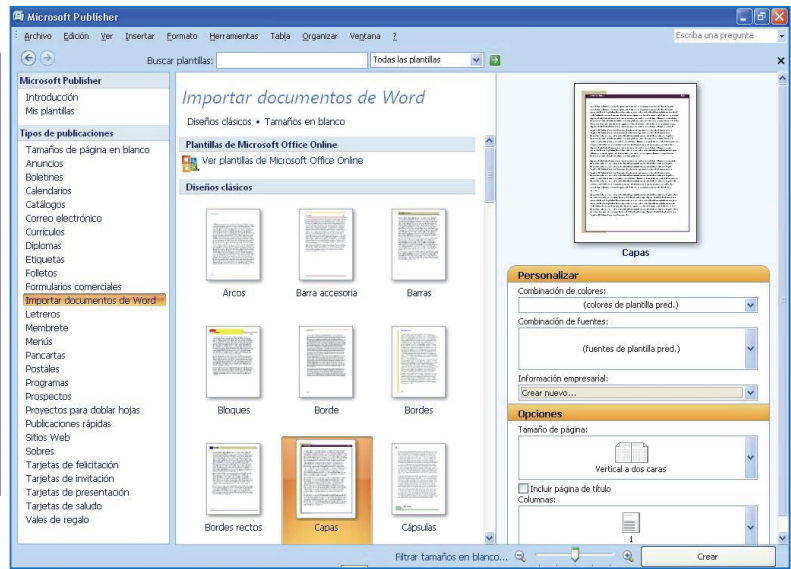 Microsoft Publisher
Archivo Edición Ver Insertar Formato Herramientas Tabla Organizar Ventana ?
Escriba una pregunta
Buscar plantillas:
Todas las plantillas
Microsoft Publisher
Introducción
Mis plantillas
Tipos de publicaciones
Tamaños de página en blanco
Anuncios
Boletines
Calendarios
Catálogos
Correo electrónico
Currículos
Diplomas
Etiquetas
Folletos
Formularios comerciales
Importar documentos de Word
Letreros
Membrete
Menús
Pancartas
Postales
Programas
Prospectos
Proyectos para doblar hojas
Publicaciones rápidas
Sitios Web
Sobres
Tarjetas de felicitación
Tarjetas de invitación
Tarjetas de presentación
Tarjetas de saludo
Vales de regalo
Importar documentos de Word
Diseños clásicos • Tamaños en blanco
Plantillas de Microsoft Office Online
Ver plantillas de Microsoft Office Online
Diseños clásicos
Arcos
Barra accesoria
Barras
Bloques
Borde
Bordes
Bordes rectos
Capas
Cápsulas
Capas
Personalizar
Combinación de colores:
(colores de plantilla pred.)
Combinación de fuentes:
(fuentes de plantilla pred.)
Información empresarial:
Crear nuevo...
Opciones
Tamaño de página:
Vertical a dos caras
Incluir página de título
Columnas:
1
Filtrar tamaños en blanco...
Crear